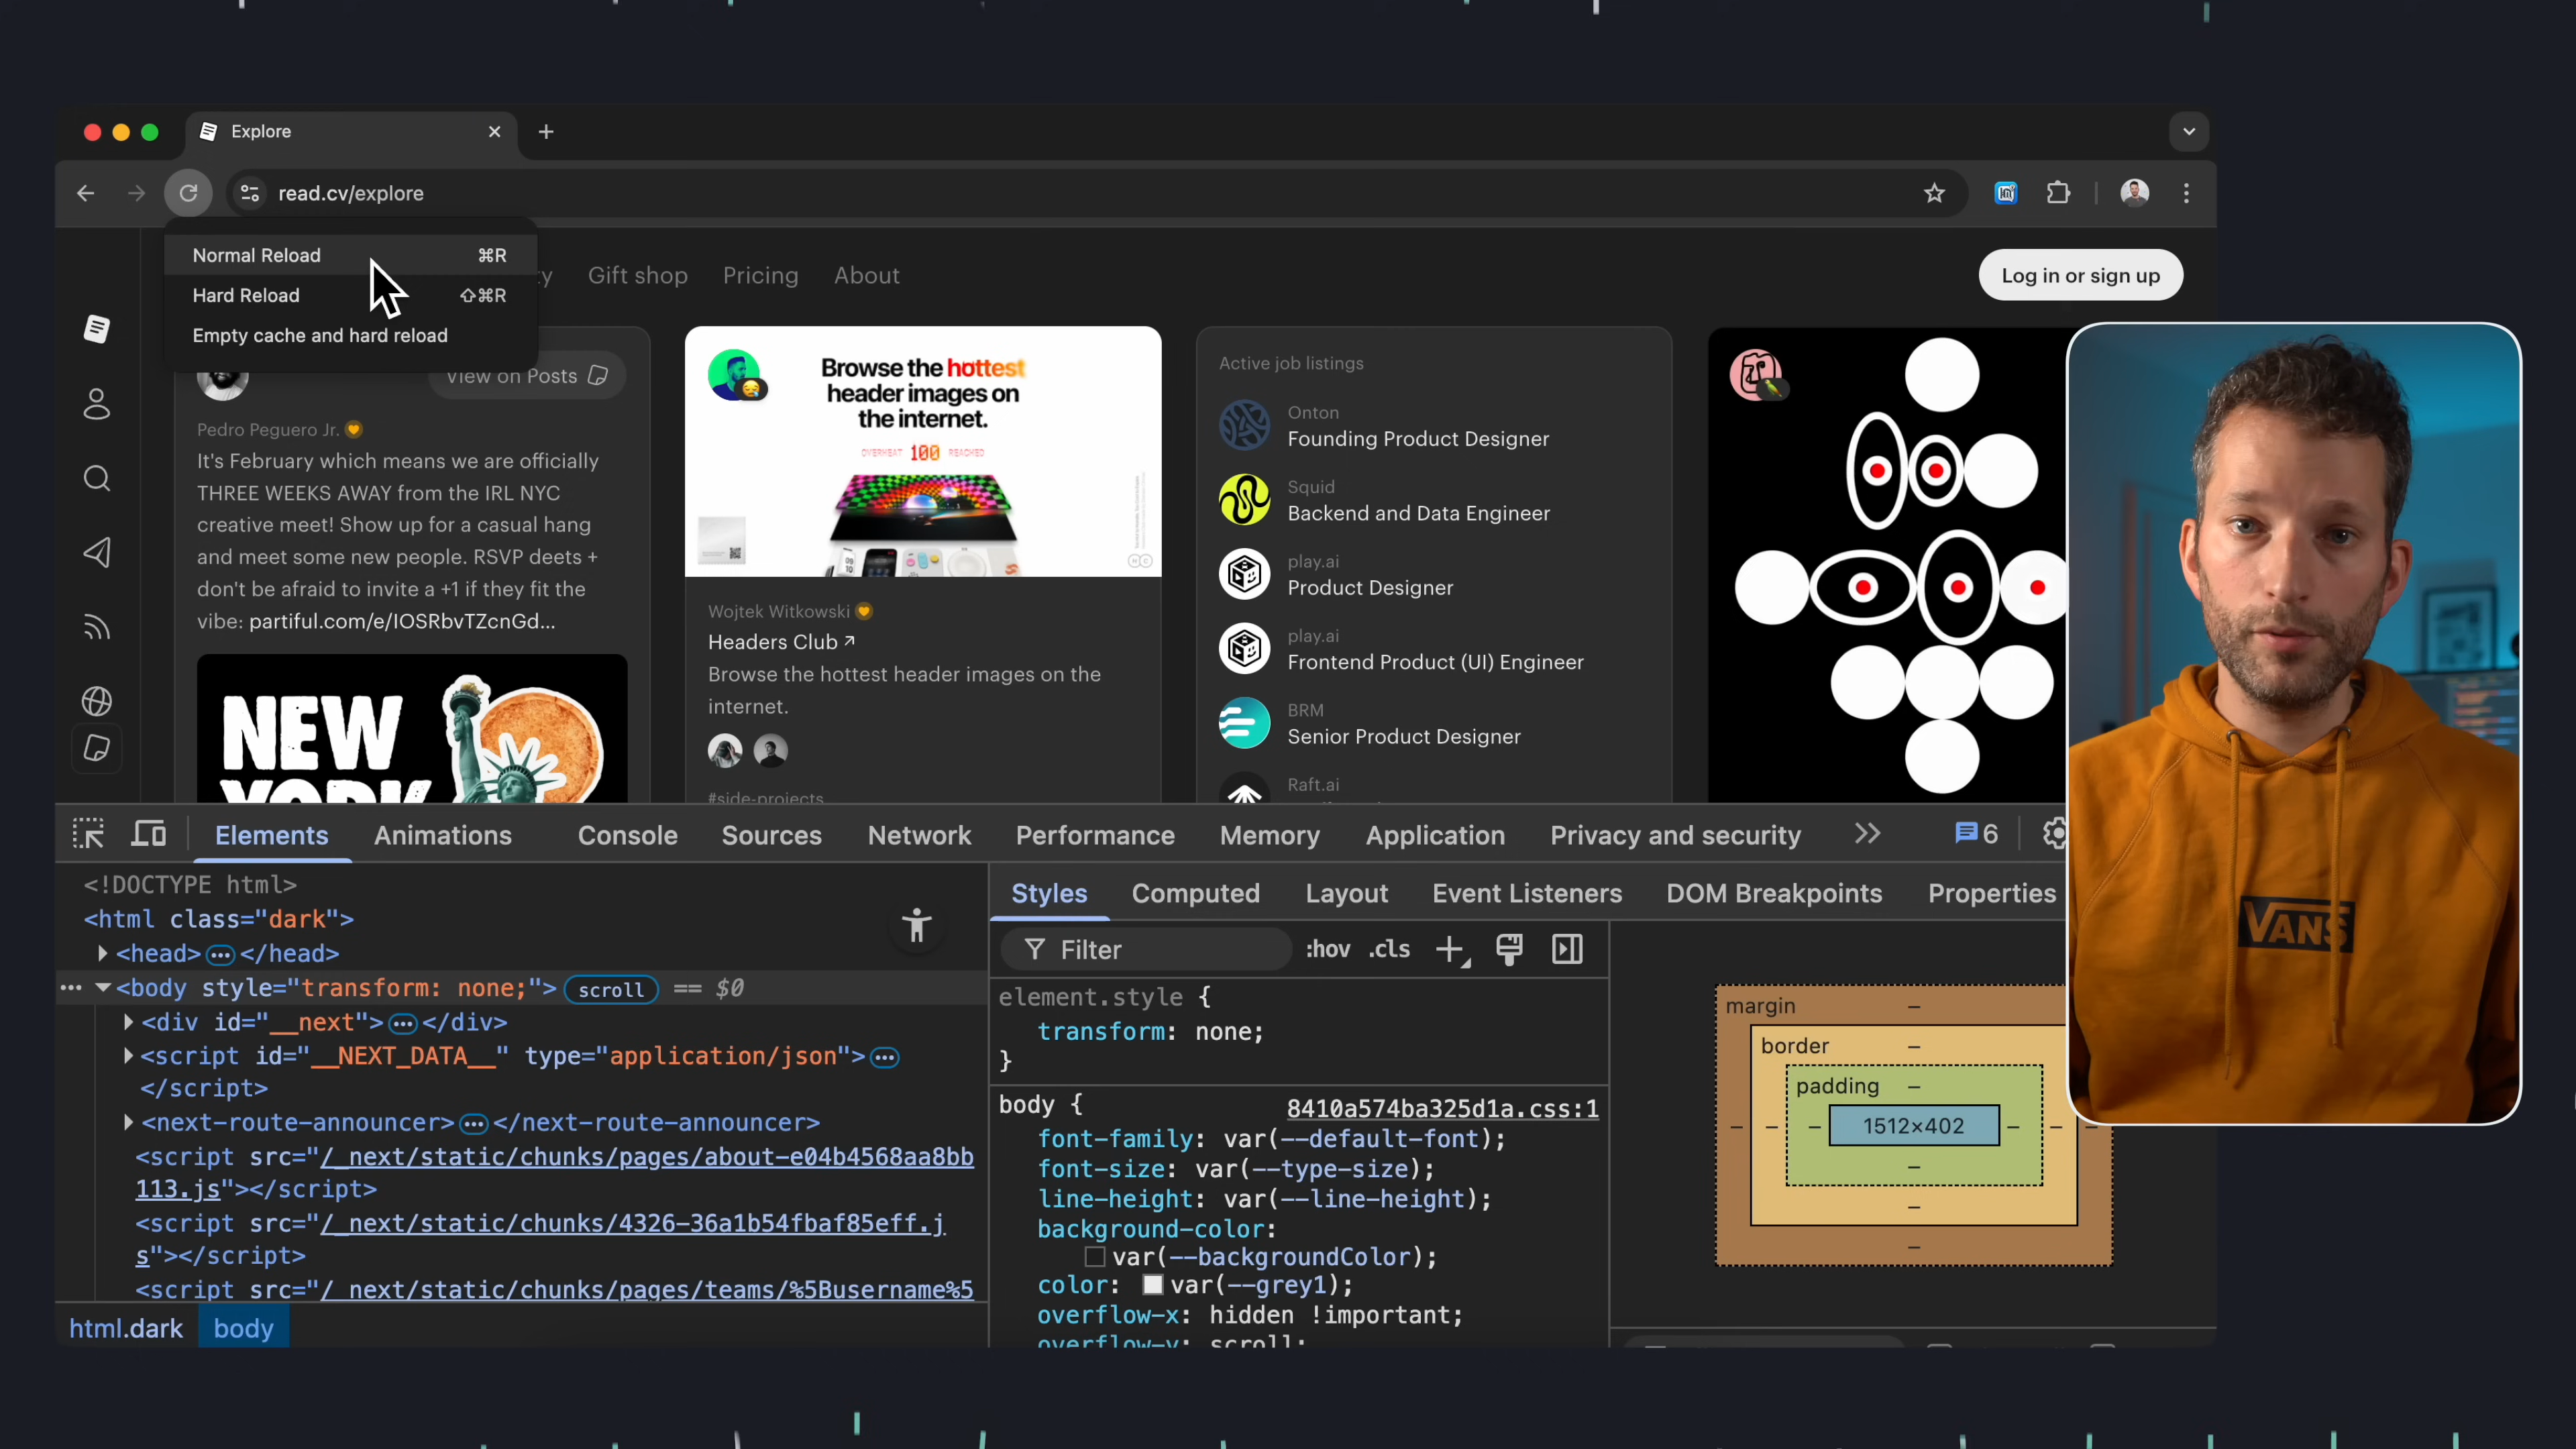 Explore
read.cv/explore
Normal Reload ⌘R
Hard Reload ⇧⌘R
Empty cache and hard reload
ty Gift shop Pricing About
Log in or sign up
View on Posts
Pedro Peguero Jr.
It's February which means we are officially
THREE WEEKS AWAY from the IRL NYC
creative meet! Show up for a casual hang
and meet some new people. RSVP deets +
don't be afraid to invite a +1 if they fit the
vibe: partiful.com/e/IOSRbvTZcnGd...
NEW
YORK
Browse the hottest
header images on
the internet.
OVERHEAT 100 REACHED
Wojtek Witkowski
Headers Club ↗
Browse the hottest header images on the
internet.
#side-projects
Active job listings
Onton
Founding Product Designer
Squid
Backend and Data Engineer
play.ai
Product Designer
play.ai
Frontend Product (UI) Engineer
BRM
Senior Product Designer
Raft.ai
VANS
Elements Animations Console Sources Network Performance Memory Application Privacy and security 6
<!DOCTYPE html>
<html class="dark">
<head>…</head>
<body style="transform: none;"> scroll == $0
<div id="__next">…</div>
<script id="__NEXT_DATA__" type="application/json">…
</script>
<next-route-announcer>…</next-route-announcer>
<script src="/_next/static/chunks/pages/about-e04b4568aa8bb
113.js"></script>
<script src="/_next/static/chunks/4326-36a1b54fbaf85eff.j
s"></script>
<script src="/_next/static/chunks/pages/teams/%5Busername%5
html.dark body
Styles Computed Layout Event Listeners DOM Breakpoints Properties
Filter :hov .cls
element.style {
transform: none;
}
body { 8410a574ba325d1a.css:1
font-family: var(--default-font);
font-size: var(--type-size);
line-height: var(--line-height);
background-color:
var(--backgroundColor);
color: var(--grey1);
overflow-x: hidden !important;
overflow-y: scroll;
margin –
border –
padding –
1512×402